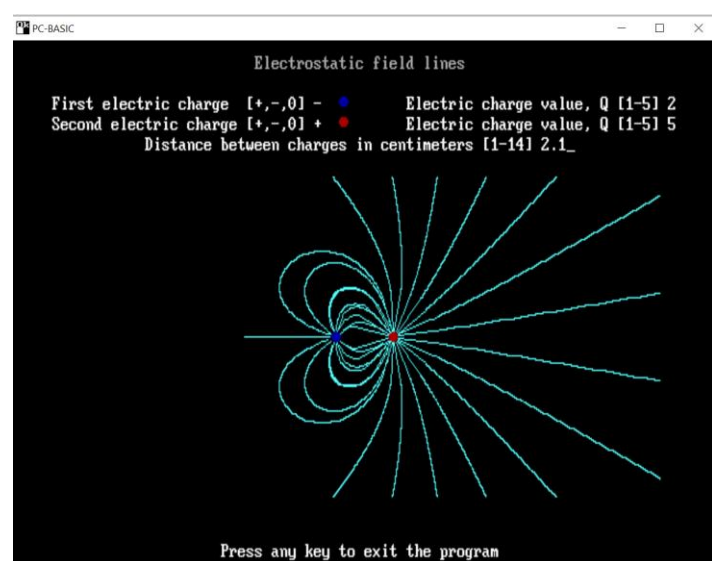 PC-BASIC
Electrostatic field lines
First electric charge [+,-,0] - Electric charge value, Q [1-5] 2
Second electric charge [+,-,0] + Electric charge value, Q [1-5] 5
Distance between charges in centimeters [1-14] 2.1_
Press any key to exit the program